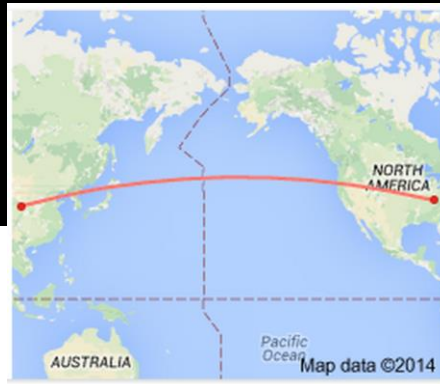 NORTH
AMERICA
AUSTRALIA
Pacific
Ocean
Map data ©2014